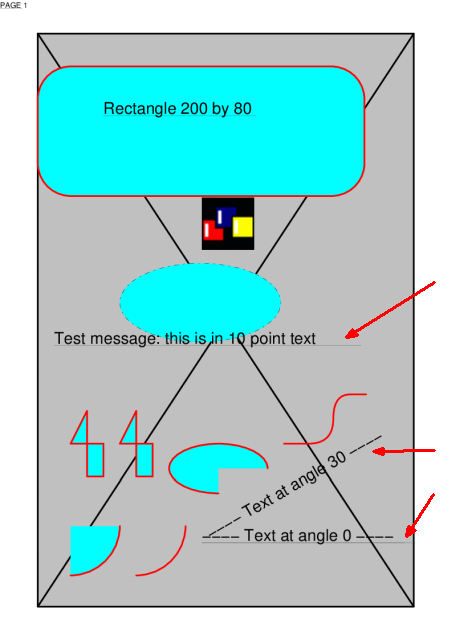 PAGE 1
Rectangle 200 by 80
Test message: this is in 10 point text
---- Text at angle 30 ----
---- Text at angle 0 ----